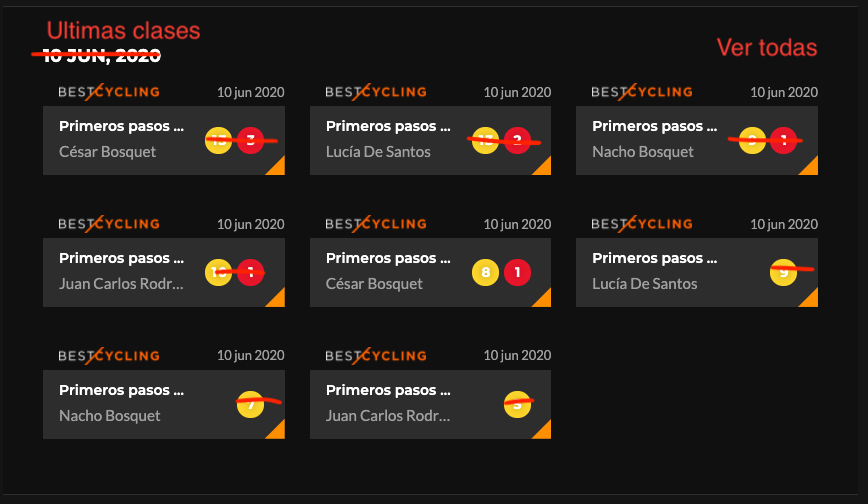 Ultimas clases
10 JUN, 2020
Ver todas
BESTCYCLING 10 jun 2020
Primeros pasos ...
César Bosquet
13 3
BESTCYCLING 10 jun 2020
Primeros pasos ...
Lucía De Santos
13 2
BESTCYCLING 10 jun 2020
Primeros pasos ...
Nacho Bosquet
9 1
BESTCYCLING 10 jun 2020
Primeros pasos ...
Juan Carlos Rodr...
10 1
BESTCYCLING 10 jun 2020
Primeros pasos ...
César Bosquet
8 1
BESTCYCLING 10 jun 2020
Primeros pasos ...
Lucía De Santos
9
BESTCYCLING 10 jun 2020
Primeros pasos ...
Nacho Bosquet
7
BESTCYCLING 10 jun 2020
Primeros pasos ...
Juan Carlos Rodr...
5